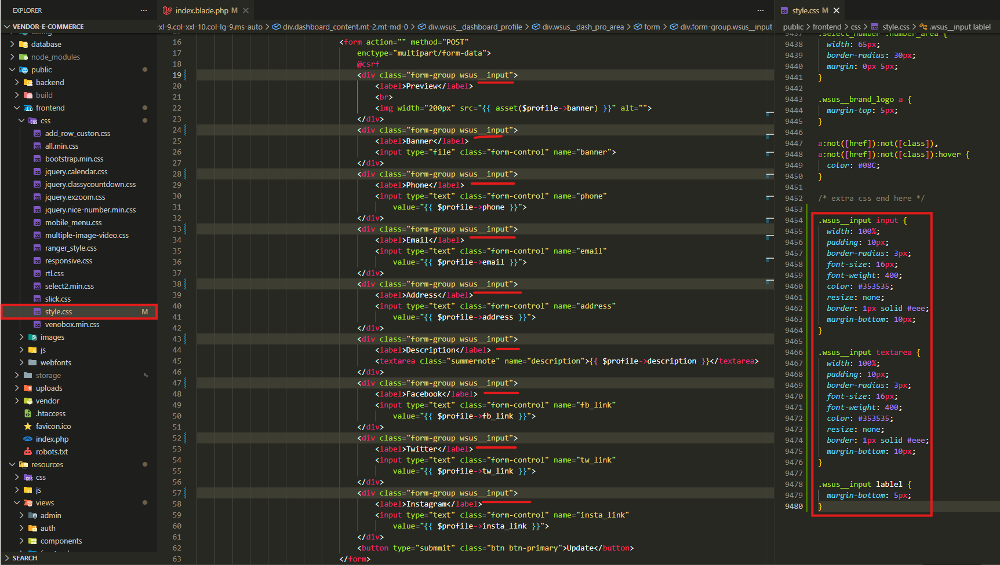 EXPLORER
VENDOR-E-COMMERCE
config
database
node_modules
public
backend
build
frontend
css
add_row_custon.css
all.min.css
bootstrap.min.css
jquery.calendar.css
jquery.classycountdown.css
jquery.exzoom.css
jquery.nice-number.min.css
mobile_menu.css
multiple-image-video.css
ranger_style.css
responsive.css
rtl.css
select2.min.css
slick.css
style.css M
venobox.min.css
images
js
webfonts
storage
uploads
vendor
.htaccess
favicon.ico
index.php
robots.txt
resources
css
js
views
admin
auth
components
SEARCH
index.blade.php M
-xl-9.col-xxl-10.col-lg-9.ms-auto > div.dashboard_content.mt-2.mt-md-0 > div.wsus__dashboard_profile > div.wsus__dash_pro_area > form > div.form-group.wsus__input
16 <form action="" method="POST"
17 enctype="multipart/form-data">
18 @csrf
19 <div class="form-group wsus__input">
20 <label>Preview</label>
21 <br>
22 <img width="200px" src="{{ asset($profile->banner) }}" alt="">
23 </div>
24 <div class="form-group wsus__input">
25 <label>Banner</label>
26 <input type="file" class="form-control" name="banner">
27 </div>
28 <div class="form-group wsus__input">
29 <label>Phone</label>
30 <input type="text" class="form-control" name="phone"
31 value="{{ $profile->phone }}">
32 </div>
33 <div class="form-group wsus__input">
34 <label>Email</label>
35 <input type="text" class="form-control" name="email"
36 value="{{ $profile->email }}">
37 </div>
38 <div class="form-group wsus__input">
39 <label>Address</label>
40 <input type="text" class="form-control" name="address"
41 value="{{ $profile->address }}">
42 </div>
43 <div class="form-group wsus__input">
44 <label>Description</label>
45 <textarea class="summernote" name="description">{{ $profile->description }}</textarea>
46 </div>
47 <div class="form-group wsus__input">
48 <label>Facebook</label>
49 <input type="text" class="form-control" name="fb_link"
50 value="{{ $profile->fb_link }}">
51 </div>
52 <div class="form-group wsus__input">
53 <label>Twitter</label>
54 <input type="text" class="form-control" name="tw_link"
55 value="{{ $profile->tw_link }}">
56 </div>
57 <div class="form-group wsus__input">
58 <label>Instagram</label>
59 <input type="text" class="form-control" name="insta_link"
60 value="{{ $profile->insta_link }}">
61 </div>
62 <button type="submmit" class="btn btn-primary">Update</button>
63 </form>
style.css M
public > frontend > css > style.css > .wsus__input lablel
9437 .select_number .number_area {
9438 width: 65px;
9439 border-radius: 30px;
9440 margin: 0px 5px;
9441 }
9442
9443 .wsus__brand_logo a {
9444 margin-top: 5px;
9445 }
9446
9447 a:not([href]):not([class]),
9448 a:not([href]):not([class]):hover {
9449 color: #08C;
9450 }
9451
9452 /* extra css end here */
9453
9454 .wsus__input input {
9455 width: 100%;
9456 padding: 10px;
9457 border-radius: 3px;
9458 font-size: 16px;
9459 font-weight: 400;
9460 color: #353535;
9461 resize: none;
9462 border: 1px solid #eee;
9463 margin-bottom: 10px;
9464 }
9465
9466 .wsus__input textarea {
9467 width: 100%;
9468 padding: 10px;
9469 border-radius: 3px;
9470 font-size: 16px;
9471 font-weight: 400;
9472 color: #353535;
9473 resize: none;
9474 border: 1px solid #eee;
9475 margin-bottom: 10px;
9476 }
9477
9478 .wsus__input lablel {
9479 margin-bottom: 5px;
9480 }